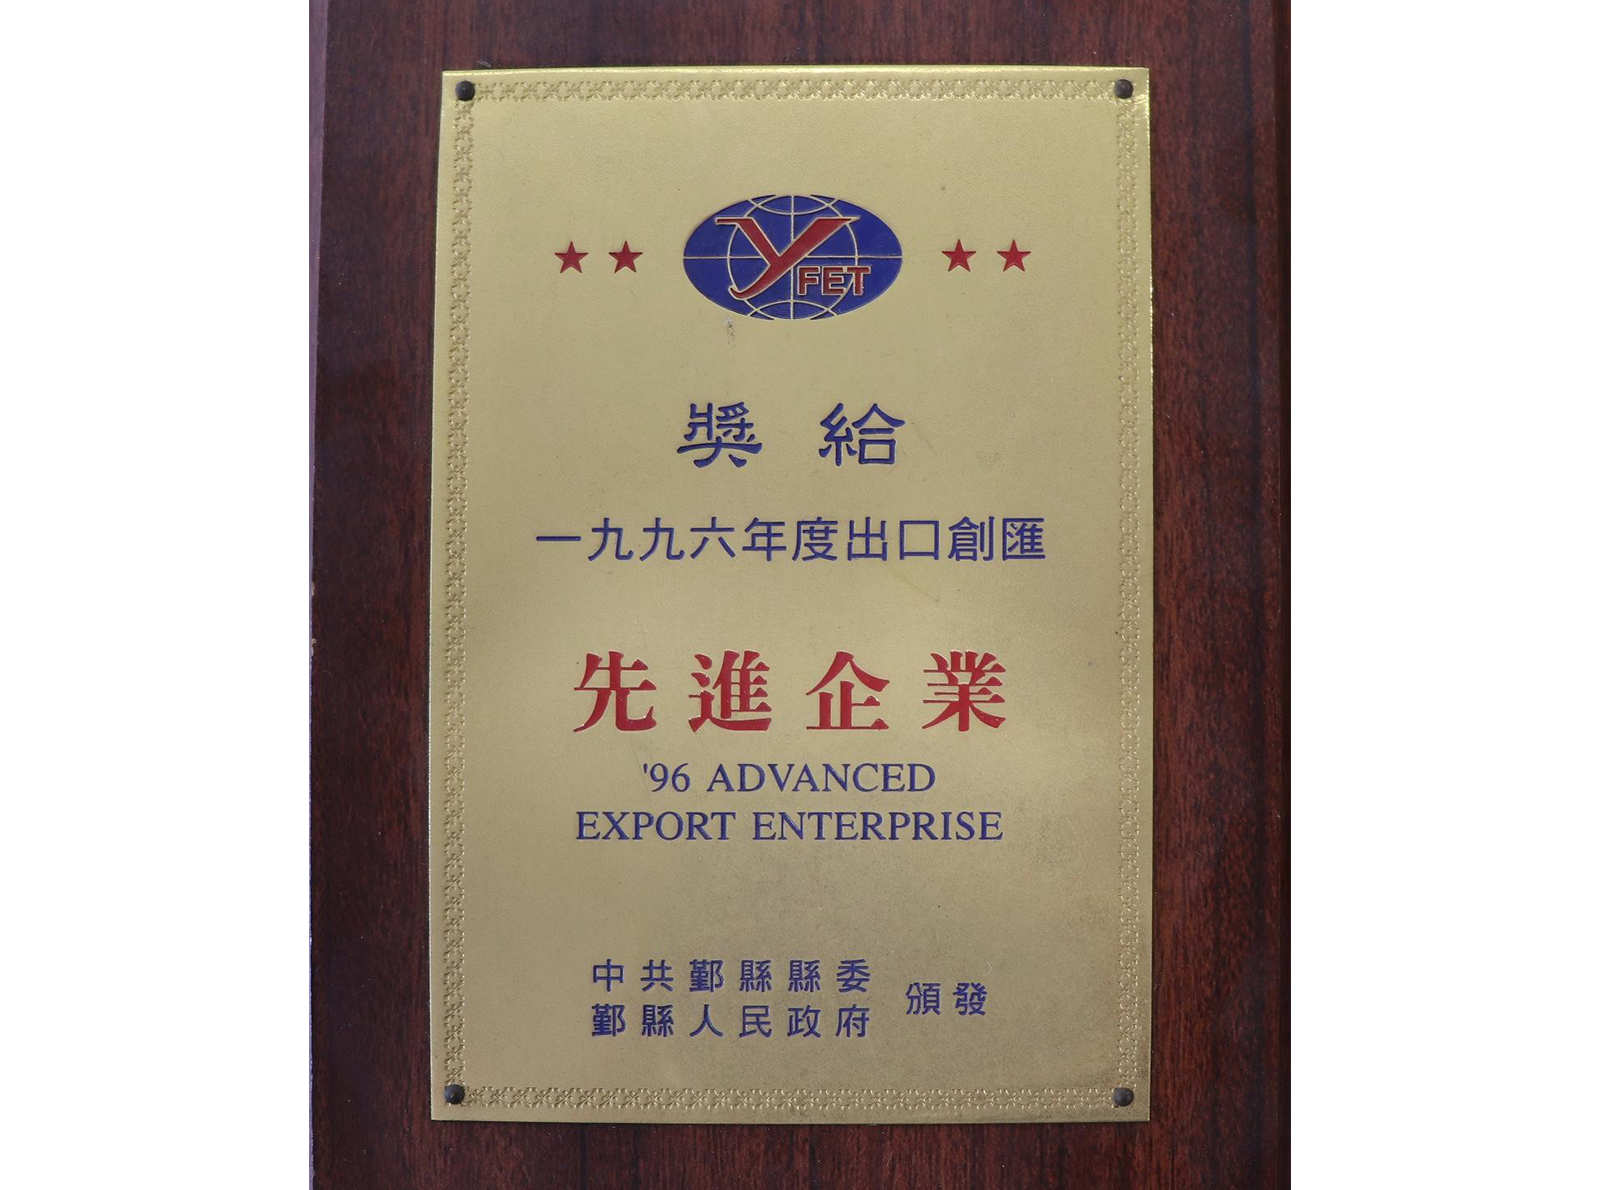 ★★ YFET ★★
獎給
一九九六年度出口創匯
先進企業
'96 ADVANCED
EXPORT ENTERPRISE
中共鄞縣縣委
鄞縣人民政府
頒發